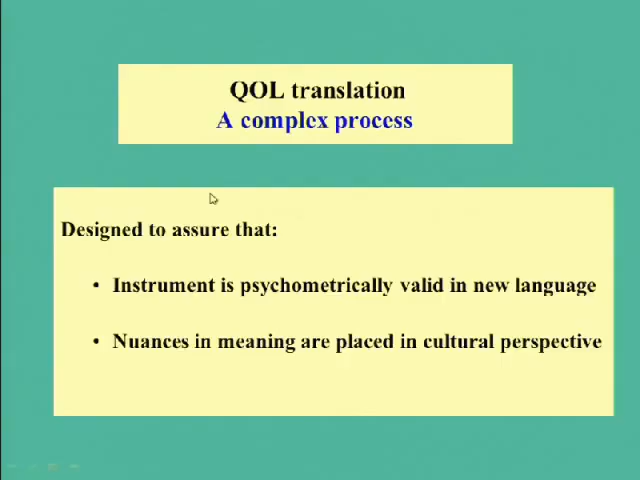 QOL translation
A complex process
Designed to assure that:
• Instrument is psychometrically valid in new language
• Nuances in meaning are placed in cultural perspective